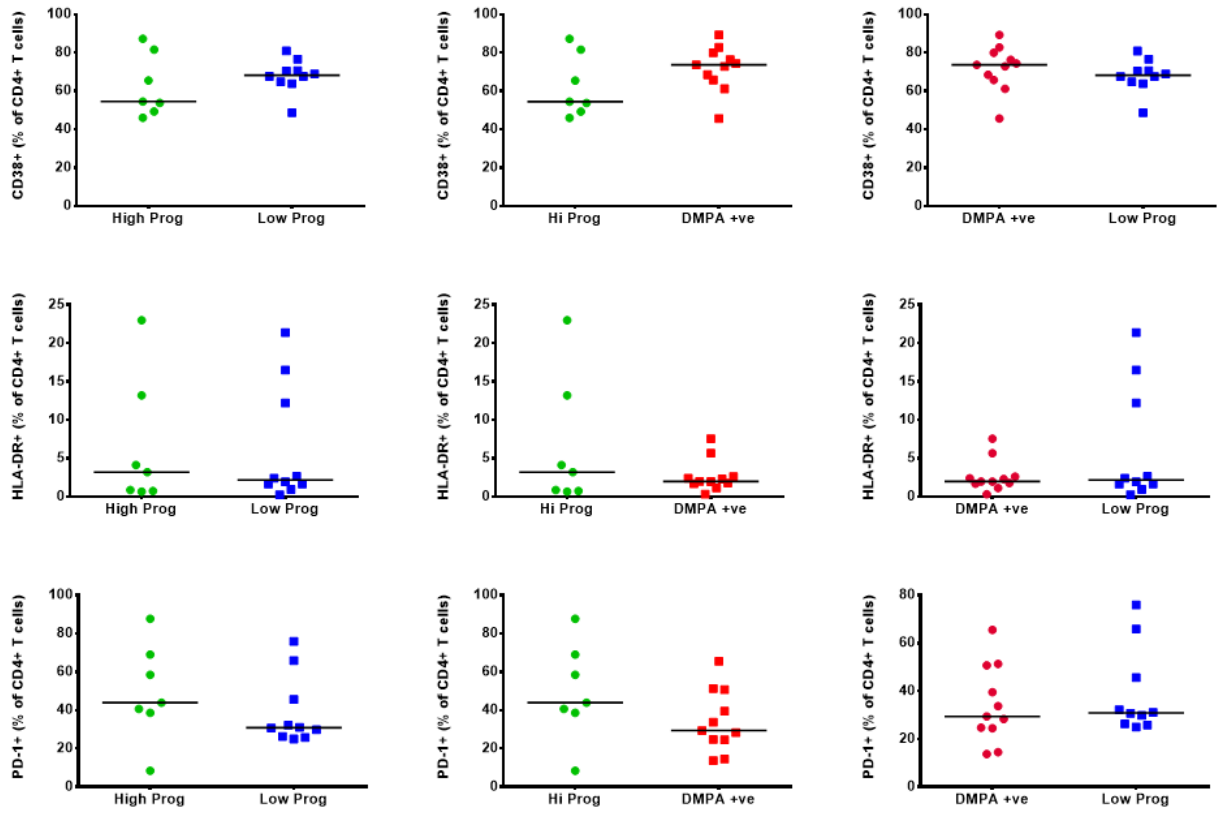 CD38+ (% of CD4+ T cells)
100
80
60
40
20
0
High Prog Low Prog
CD38+ (% of CD4+ T cells)
100
80
60
40
20
0
Hi Prog DMPA +ve
CD38+ (% of CD4+ T cells)
100
80
60
40
20
0
DMPA +ve Low Prog
HLA-DR+ (% of CD4+ T cells)
25
20
15
10
5
0
High Prog Low Prog
HLA-DR+ (% of CD4+ T cells)
25
20
15
10
5
0
Hi Prog DMPA +ve
HLA-DR+ (% of CD4+ T cells)
25
20
15
10
5
0
DMPA +ve Low Prog
PD-1+ (% of CD4+ T cells)
100
80
60
40
20
0
High Prog Low Prog
PD-1+ (% of CD4+ T cells)
100
80
60
40
20
0
Hi Prog DMPA +ve
PD-1+ (% of CD4+ T cells)
80
60
40
20
0
DMPA +ve Low Prog